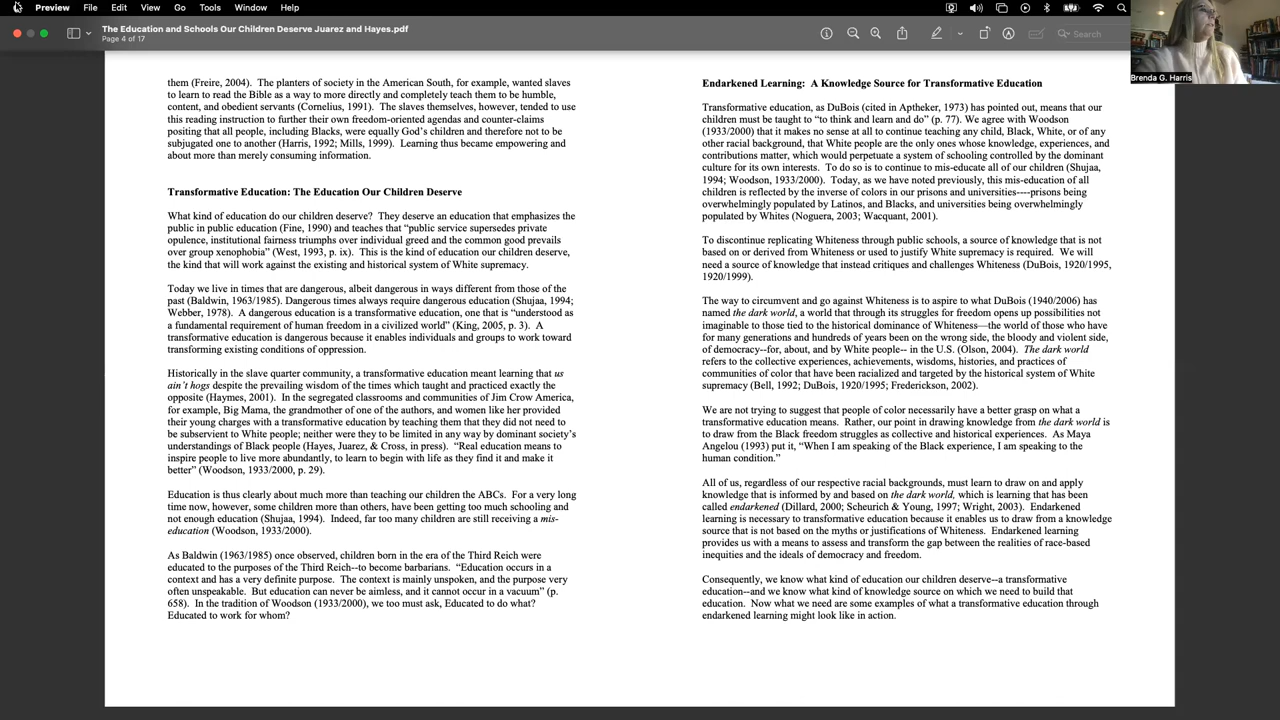 Preview File Edit View Go Tools Window Help
The Education and Schools Our Children Deserve Juarez and Hayes.pdf
Page 4 of 17
Search
Brenda G. Harris
them (Freire, 2004). The planters of society in the American South, for example, wanted slaves
to learn to read the Bible as a way to more directly and completely teach them to be humble,
content, and obedient servants (Cornelius, 1991). The slaves themselves, however, tended to use
this reading instruction to further their own freedom-oriented agendas and counter-claims
positing that all people, including Blacks, were equally God's children and therefore not to be
subjugated one to another (Harris, 1992; Mills, 1999). Learning thus became empowering and
about more than merely consuming information.
Transformative Education: The Education Our Children Deserve
What kind of education do our children deserve? They deserve an education that emphasizes the
public in public education (Fine, 1990) and teaches that “public service supersedes private
opulence, institutional fairness triumphs over individual greed and the common good prevails
over group xenophobia” (West, 1993, p. ix). This is the kind of education our children deserve,
the kind that will work against the existing and historical system of White supremacy.
Today we live in times that are dangerous, albeit dangerous in ways different from those of the
past (Baldwin, 1963/1985). Dangerous times always require dangerous education (Shujaa, 1994;
Webber, 1978). A dangerous education is a transformative education, one that is “understood as
a fundamental requirement of human freedom in a civilized world” (King, 2005, p. 3). A
transformative education is dangerous because it enables individuals and groups to work toward
transforming existing conditions of oppression.
Historically in the slave quarter community, a transformative education meant learning that us
ain't hogs despite the prevailing wisdom of the times which taught and practiced exactly the
opposite (Haymes, 2001). In the segregated classrooms and communities of Jim Crow America,
for example, Big Mama, the grandmother of one of the authors, and women like her provided
their young charges with a transformative education by teaching them that they did not need to
be subservient to White people; neither were they to be limited in any way by dominant society's
understandings of Black people (Hayes, Juarez, & Cross, in press). “Real education means to
inspire people to live more abundantly, to learn to begin with life as they find it and make it
better” (Woodson, 1933/2000, p. 29).
Education is thus clearly about much more than teaching our children the ABCs. For a very long
time now, however, some children more than others, have been getting too much schooling and
not enough education (Shujaa, 1994). Indeed, far too many children are still receiving a mis-
education (Woodson, 1933/2000).
As Baldwin (1963/1985) once observed, children born in the era of the Third Reich were
educated to the purposes of the Third Reich--to become barbarians. “Education occurs in a
context and has a very definite purpose. The context is mainly unspoken, and the purpose very
often unspeakable. But education can never be aimless, and it cannot occur in a vacuum” (p.
658). In the tradition of Woodson (1933/2000), we too must ask, Educated to do what?
Educated to work for whom?
Endarkened Learning: A Knowledge Source for Transformative Education
Transformative education, as DuBois (cited in Aptheker, 1973) has pointed out, means that our
children must be taught to “to think and learn and do” (p. 77). We agree with Woodson
(1933/2000) that it makes no sense at all to continue teaching any child, Black, White, or of any
other racial background, that White people are the only ones whose knowledge, experiences, and
contributions matter, which would perpetuate a system of schooling controlled by the dominant
culture for its own interests. To do so is to continue to mis-educate all of our children (Shujaa,
1994; Woodson, 1933/2000). Today, as we have noted previously, this mis-education of all
children is reflected by the inverse of colors in our prisons and universities----prisons being
overwhelmingly populated by Latinos, and Blacks, and universities being overwhelmingly
populated by Whites (Noguera, 2003; Wacquant, 2001).
To discontinue replicating Whiteness through public schools, a source of knowledge that is not
based on or derived from Whiteness or used to justify White supremacy is required. We will
need a source of knowledge that instead critiques and challenges Whiteness (DuBois, 1920/1995,
1920/1999).
The way to circumvent and go against Whiteness is to aspire to what DuBois (1940/2006) has
named the dark world, a world that through its struggles for freedom opens up possibilities not
imaginable to those tied to the historical dominance of Whiteness—the world of those who have
for many generations and hundreds of years been on the wrong side, the bloody and violent side,
of democracy--for, about, and by White people-- in the U.S. (Olson, 2004). The dark world
refers to the collective experiences, achievements, wisdoms, histories, and practices of
communities of color that have been racialized and targeted by the historical system of White
supremacy (Bell, 1992; DuBois, 1920/1995; Frederickson, 2002).
We are not trying to suggest that people of color necessarily have a better grasp on what a
transformative education means. Rather, our point in drawing knowledge from the dark world is
to draw from the Black freedom struggles as collective and historical experiences. As Maya
Angelou (1993) put it, “When I am speaking of the Black experience, I am speaking to the
human condition.”
All of us, regardless of our respective racial backgrounds, must learn to draw on and apply
knowledge that is informed by and based on the dark world, which is learning that has been
called endarkened (Dillard, 2000; Scheurich & Young, 1997; Wright, 2003). Endarkened
learning is necessary to transformative education because it enables us to draw from a knowledge
source that is not based on the myths or justifications of Whiteness. Endarkened learning
provides us with a means to assess and transform the gap between the realities of race-based
inequities and the ideals of democracy and freedom.
Consequently, we know what kind of education our children deserve--a transformative
education--and we know what kind of knowledge source on which we need to build that
education. Now what we need are some examples of what a transformative education through
endarkened learning might look like in action.